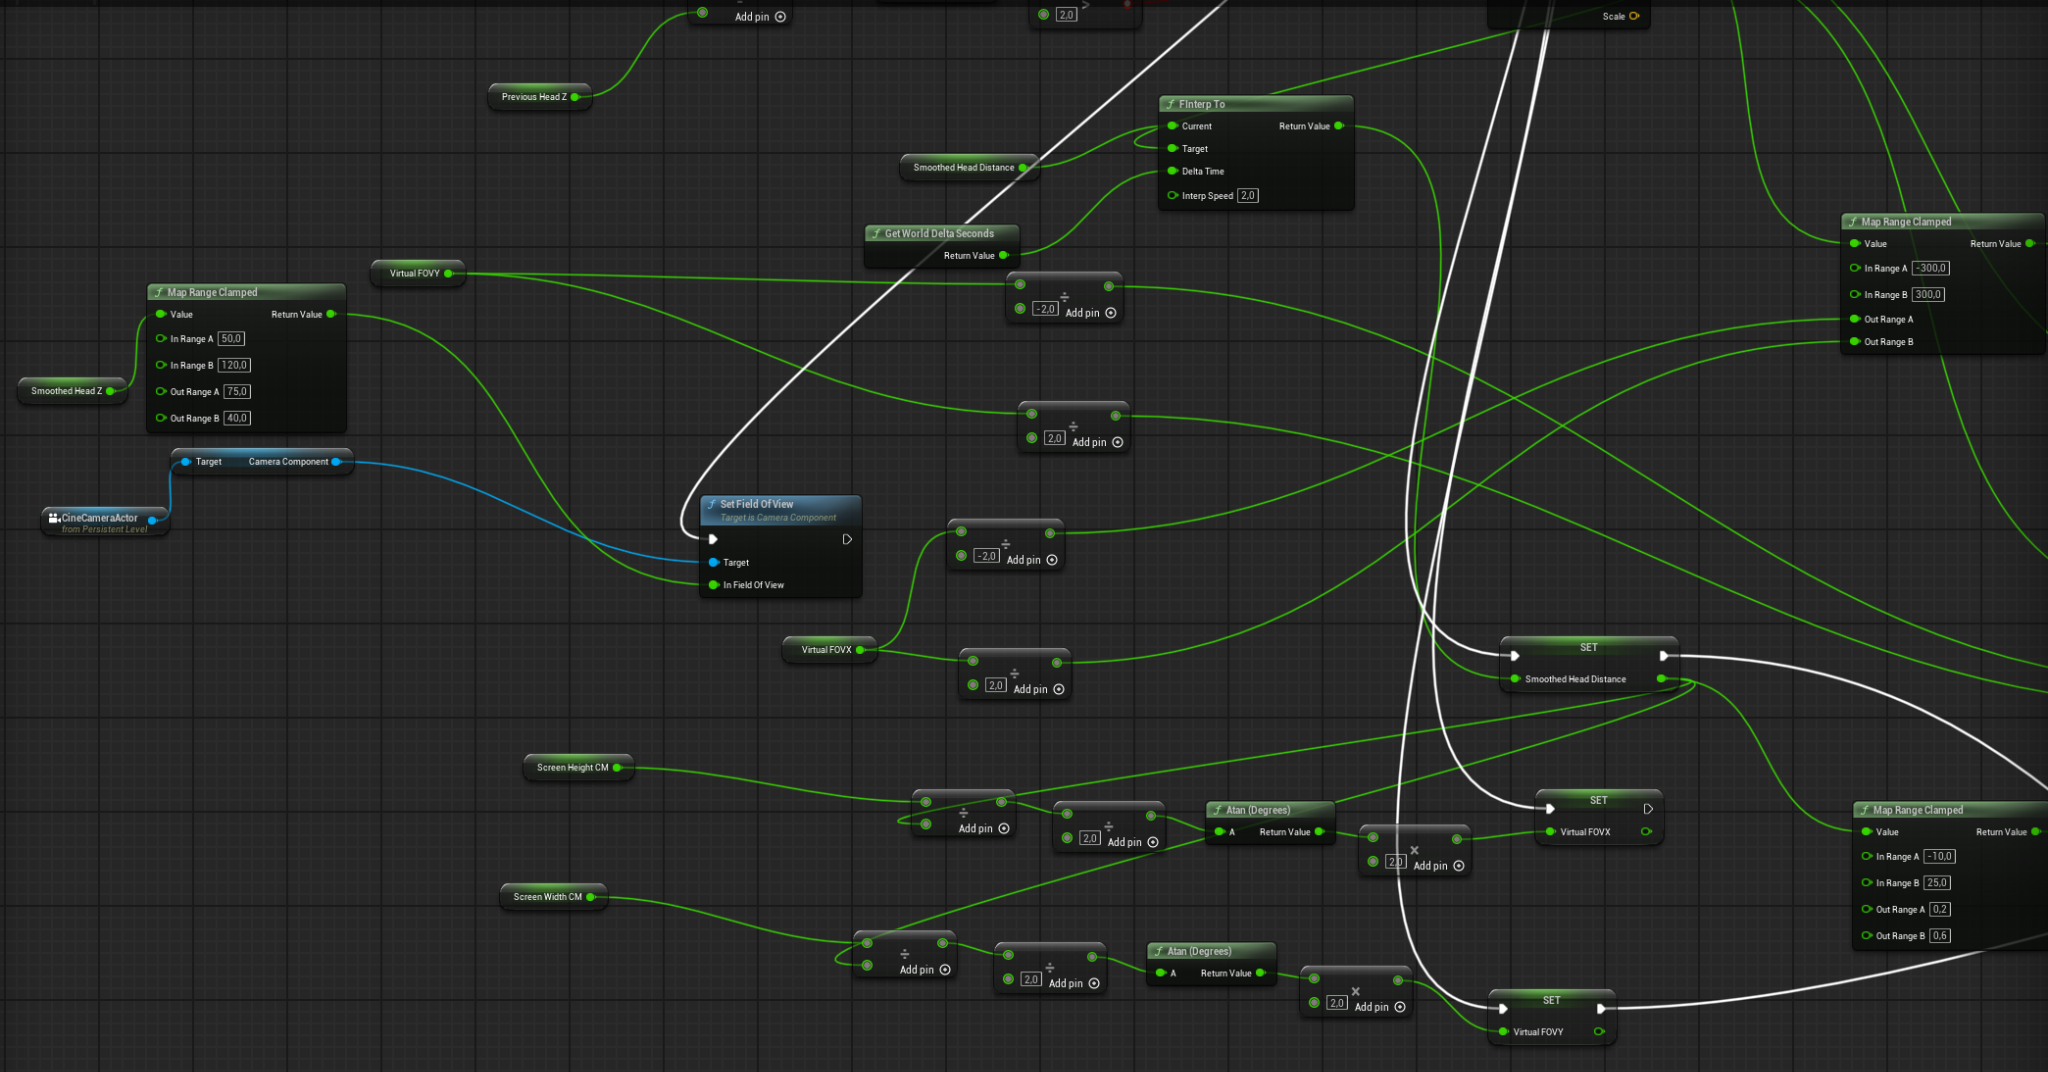 Add pin
2,0
>
Scale
Previous Head Z
f FInterp To
Current
Return Value
Target
Delta Time
Interp Speed
2,0
Smoothed Head Distance
f Get World Delta Seconds
Return Value
Virtual FOVY
÷
-2,0
Add pin
f Map Range Clamped
Value
Return Value
In Range A
50,0
In Range B
120,0
Out Range A
75,0
Out Range B
40,0
Smoothed Head Z
f Map Range Clamped
Value
Return Value
In Range A
-300,0
In Range B
300,0
Out Range A
Out Range B
÷
2,0
Add pin
Target
Camera Component
CineCameraActor
from Persistent Level
f Set Field Of View
Target is Camera Component
Target
In Field Of View
÷
-2,0
Add pin
Virtual FOVX
÷
2,0
Add pin
SET
Smoothed Head Distance
Screen Height CM
÷
Add pin
÷
2,0
Add pin
f Atan (Degrees)
A
Return Value
×
2,0
Add pin
SET
Virtual FOVX
f Map Range Clamped
Value
Return Value
In Range A
-10,0
In Range B
25,0
Out Range A
0,2
Out Range B
0,6
Screen Width CM
÷
Add pin
÷
2,0
Add pin
f Atan (Degrees)
A
Return Value
×
2,0
Add pin
SET
Virtual FOVY